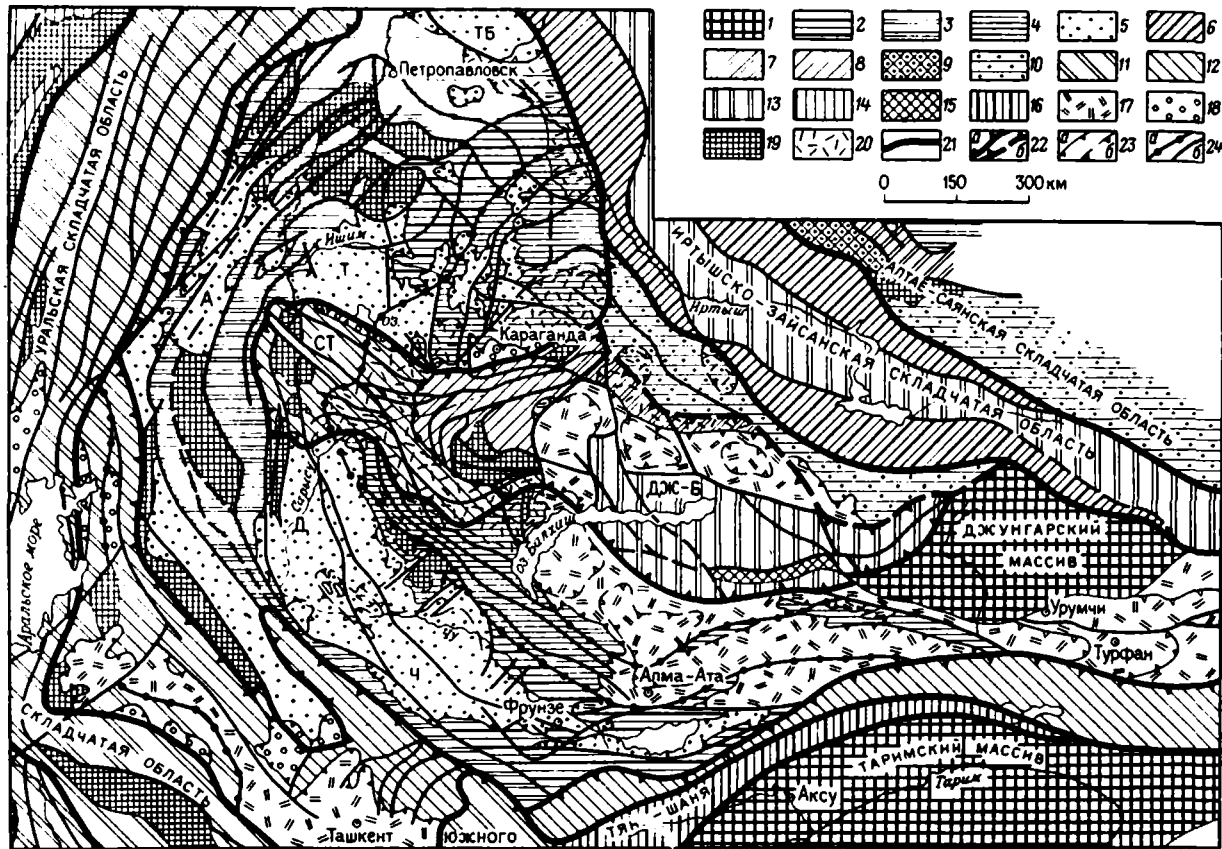 1 2 3 4 5 6
7 8 9 10 11 12
13 14 15 16 17 18
19 20 21 а б 22 а б 23 а б 24
0 150 300 км
ТБ
Петропавловск
УРАЛЬСКАЯ СКЛАДЧАТАЯ ОБЛАСТЬ
Ишим
Т
А
оз.
СТ
Караганда
ИРТЫШСКО-ЗАЙСАНСКАЯ СКЛАДЧАТАЯ ОБЛАСТЬ
Иртыш
АЛТАЕ-САЯНСКАЯ СКЛАДЧАТАЯ ОБЛАСТЬ
Сарысу
Д
ДЖ-Б
оз. Балхаш
ДЖУНГАРСКИЙ
МАССИВ
Аральское море
Чу
Ч
Урумчи
Турфан
Алма-Ата
Фрунзе
СКЛАДЧАТАЯ ОБЛАСТЬ
ЮЖНОГО
ТЯНЬ-ШАНЯ
ТАРИМСКИЙ МАССИВ
Тарим
Аксу
Ташкент